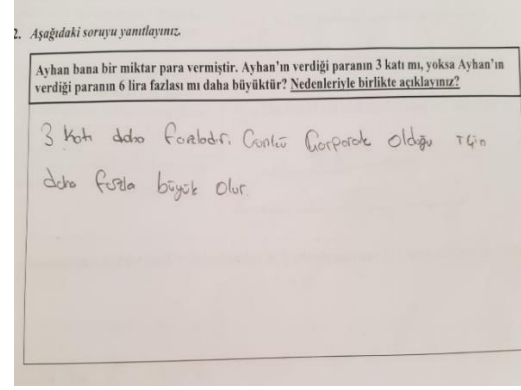 2. Aşağıdaki soruyu yanıtlayınız.
Ayhan bana bir miktar para vermiştir. Ayhan'ın verdiği paranın 3 katı mı, yoksa Ayhan'ın
verdiği paranın 6 lira fazlası mı daha büyüktür? Nedenleriyle birlikte açıklayınız?
3 katı daha fazladır. Çünkü Çarparak olduğu için
daha fazla büyük olur.